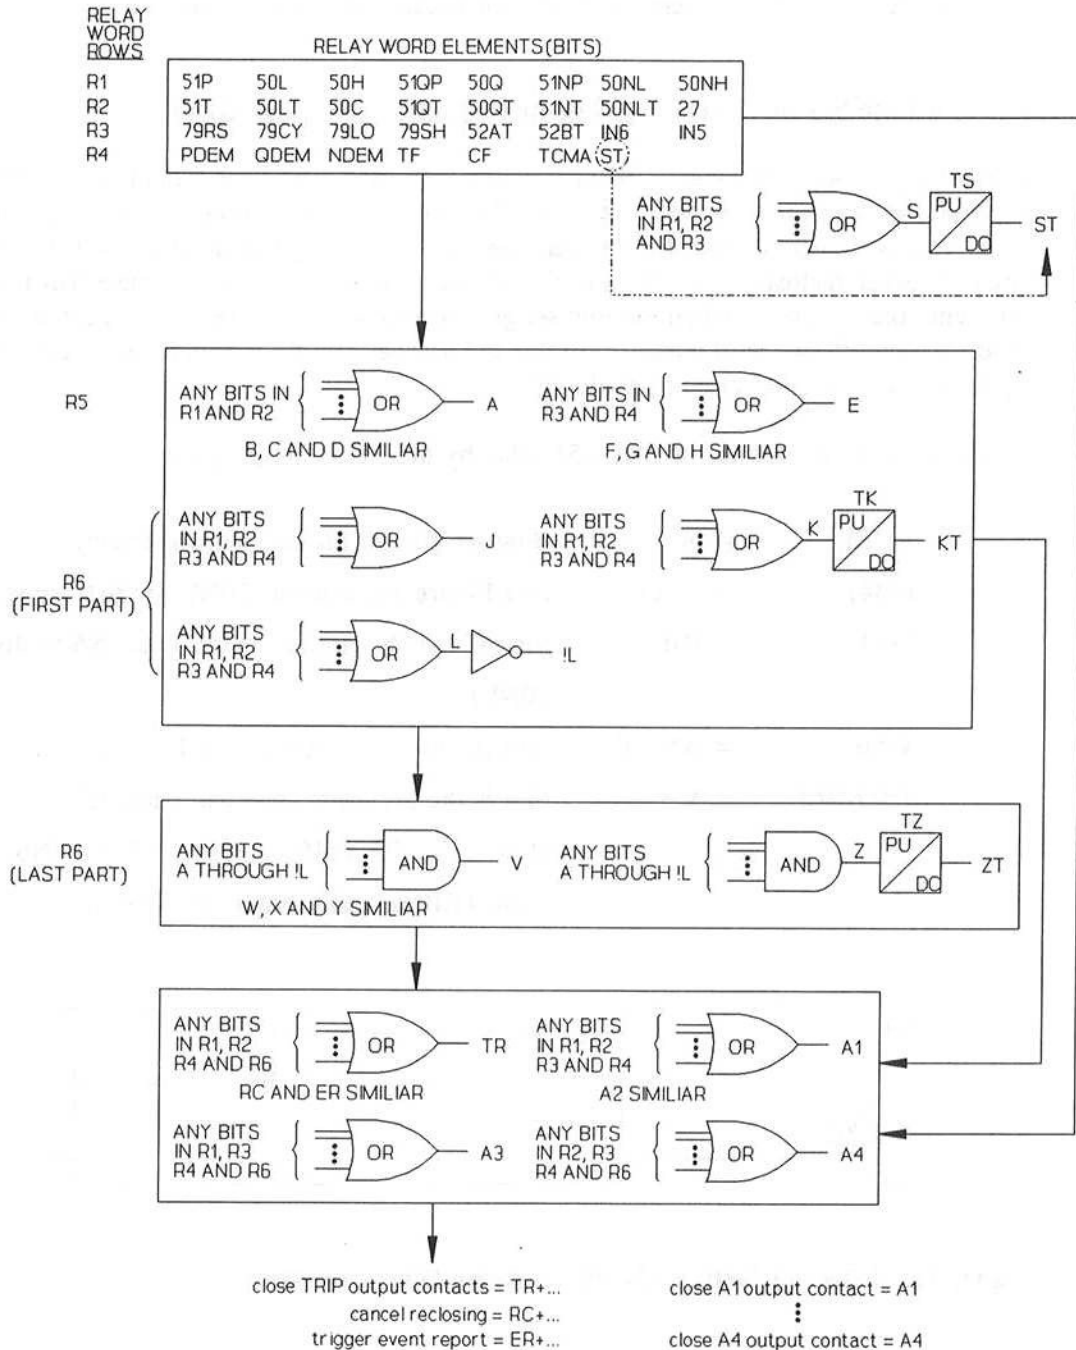 RELAY
WORD
ROWS
RELAY WORD ELEMENTS(BITS)
R1 51P 50L 50H 51QP 50Q 51NP 50NL 50NH
R2 51T 50LT 50C 51QT 50QT 51NT 50NLT 27
R3 79RS 79CY 79LO 79SH 52AT 52BT IN6 IN5
R4 PDEM QDEM NDEM TF CF TCMA ST
ANY BITS
IN R1, R2
AND R3
OR
S
TS
PU
DO
ST
R5
ANY BITS IN
R1 AND R2
OR
A
B, C AND D SIMILIAR
ANY BITS IN
R3 AND R4
OR
E
F, G AND H SIMILIAR
R6
(FIRST PART)
ANY BITS
IN R1, R2
R3 AND R4
OR
J
ANY BITS
IN R1, R2
R3 AND R4
OR
K
TK
PU
DO
KT
ANY BITS
IN R1, R2
R3 AND R4
OR
L
!L
R6
(LAST PART)
ANY BITS
A THROUGH !L
AND
V
W, X AND Y SIMILIAR
ANY BITS
A THROUGH !L
AND
Z
TZ
PU
DO
ZT
ANY BITS
IN R1, R2
R4 AND R6
OR
TR
RC AND ER SIMILIAR
ANY BITS
IN R1, R2
R3 AND R4
OR
A1
A2 SIMILIAR
ANY BITS
IN R1, R3
R4 AND R6
OR
A3
ANY BITS
IN R2, R3
R4 AND R6
OR
A4
close TRIP output contacts = TR+...
cancel reclosing = RC+...
trigger event report = ER+...
close A1 output contact = A1
close A4 output contact = A4